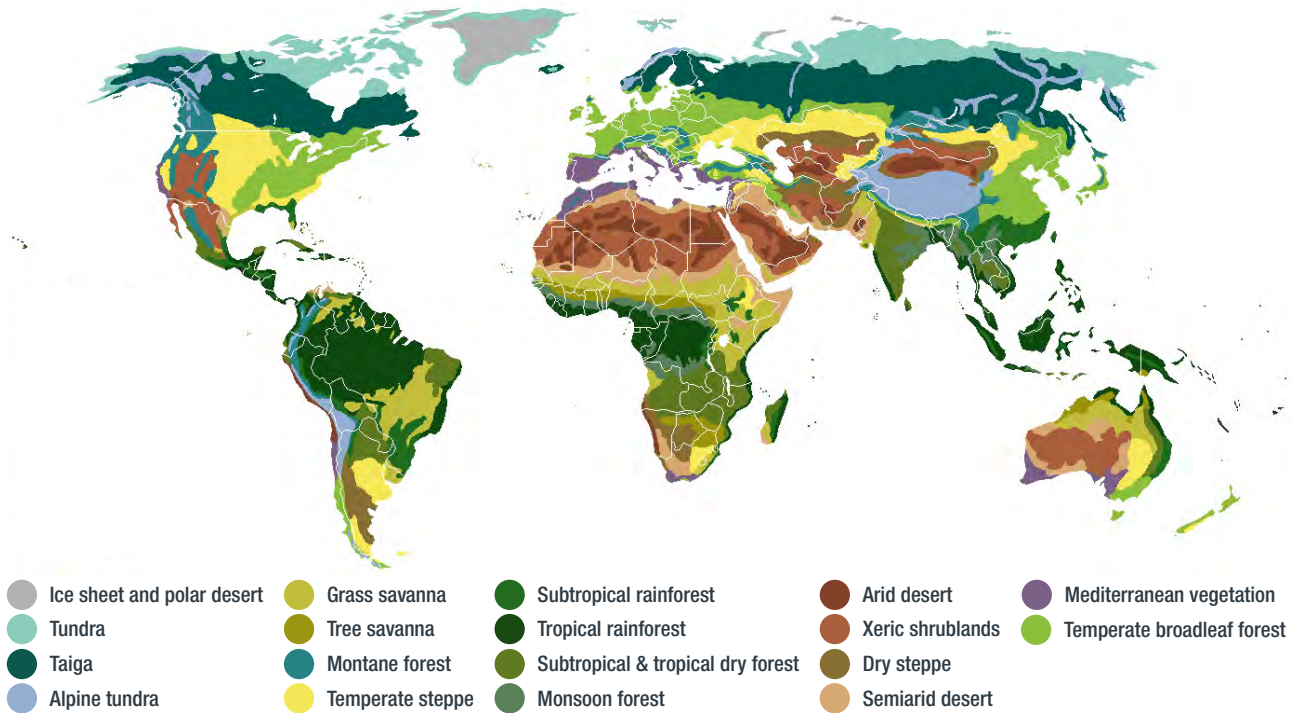 Ice sheet and polar desert
Tundra
Taiga
Alpine tundra
Grass savanna
Tree savanna
Montane forest
Temperate steppe
Subtropical rainforest
Tropical rainforest
Subtropical & tropical dry forest
Monsoon forest
Arid desert
Xeric shrublands
Dry steppe
Semiarid desert
Mediterranean vegetation
Temperate broadleaf forest